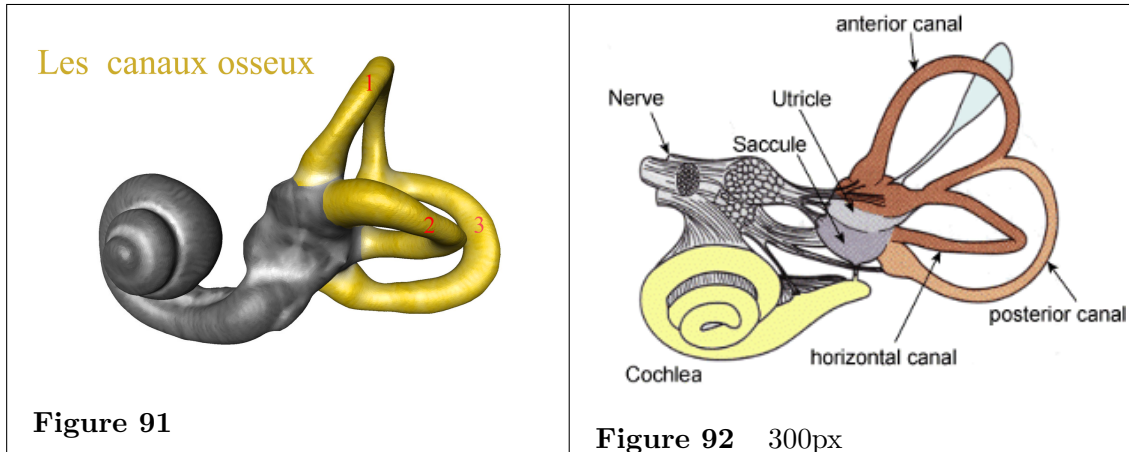 Les canaux osseux
1
2
3
Figure 91
anterior canal
Nerve
Utricle
Saccule
posterior canal
horizontal canal
Cochlea
Figure 92 300px